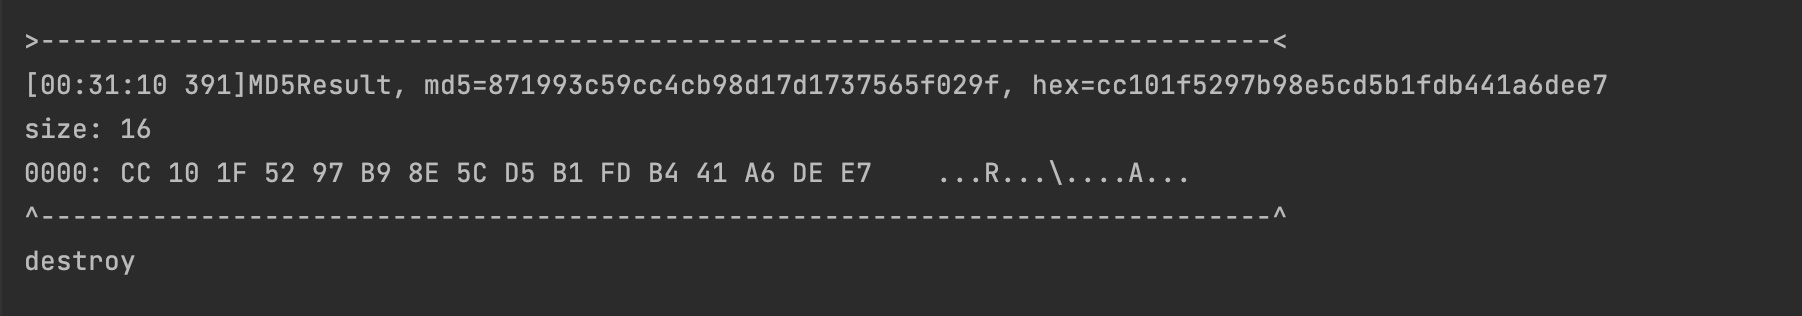 >-----------------------------------------------------------------------------<
[00:31:10 391]MD5Result, md5=871993c59cc4cb98d17d1737565f029f, hex=cc101f5297b98e5cd5b1fdb441a6dee7
size: 16
0000: CC 10 1F 52 97 B9 8E 5C D5 B1 FD B4 41 A6 DE E7    ...R...\....A...
^-----------------------------------------------------------------------------^
destroy